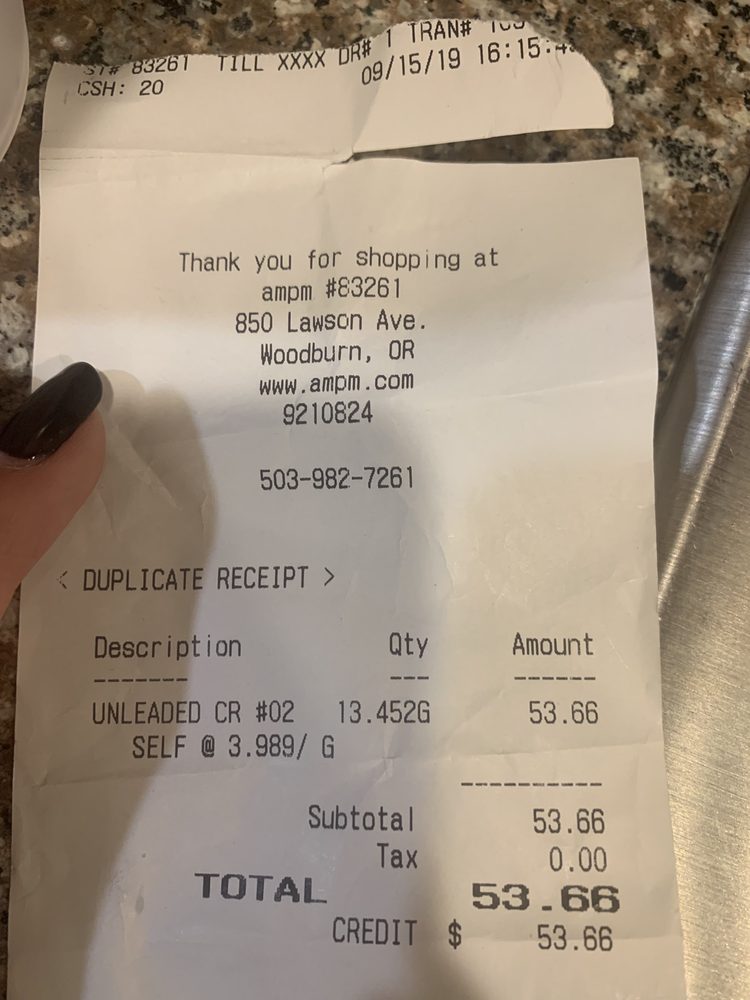 ST# 83261 TILL XXXX DR# 1 TRAN#
CSH: 20 09/15/19 16:15:4
Thank you for shopping at
ampm #83261
850 Lawson Ave.
Woodburn, OR
www.ampm.com
9210824
503-982-7261
< DUPLICATE RECEIPT >
Description Qty Amount
------- --- ------
UNLEADED CR #02 13.452G 53.66
SELF @ 3.989/ G
----------
Subtotal 53.66
Tax 0.00
TOTAL 53.66
CREDIT $ 53.66